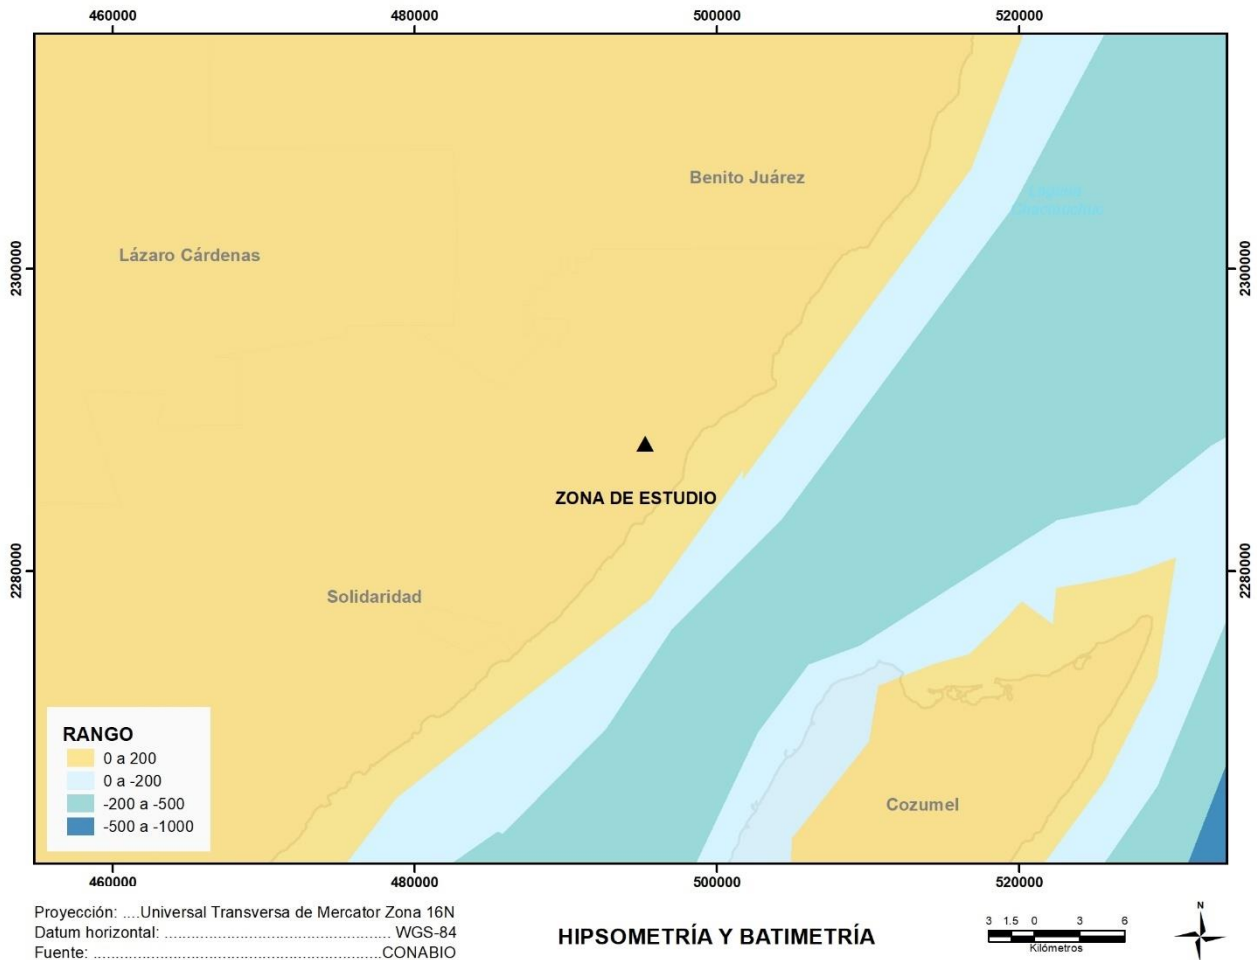 460000 480000 500000 520000
Benito Juárez
Lázaro Cárdenas
2300000 2300000
ZONA DE ESTUDIO
2280000 2280000
Solidaridad
RANGO
0 a 200
0 a -200
-200 a -500
-500 a -1000
Cozumel
460000 480000 500000 520000
Proyección: ....Universal Transversa de Mercator Zona 16N
Datum horizontal: ................................................ WGS-84
Fuente: ...........................................................CONABIO
HIPSOMETRÍA Y BATIMETRÍA
3 1.5 0 3 6
Kilómetros
N